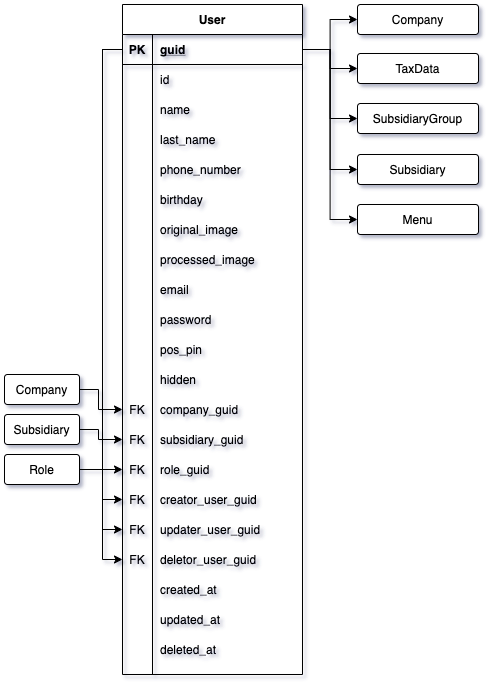 User
PK guid
id
name
last_name
phone_number
birthday
original_image
processed_image
email
password
pos_pin
hidden
FK company_guid
FK subsidiary_guid
FK role_guid
FK creator_user_guid
FK updater_user_guid
FK deletor_user_guid
created_at
updated_at
deleted_at
Company
Subsidiary
Role
Company
TaxData
SubsidiaryGroup
Subsidiary
Menu